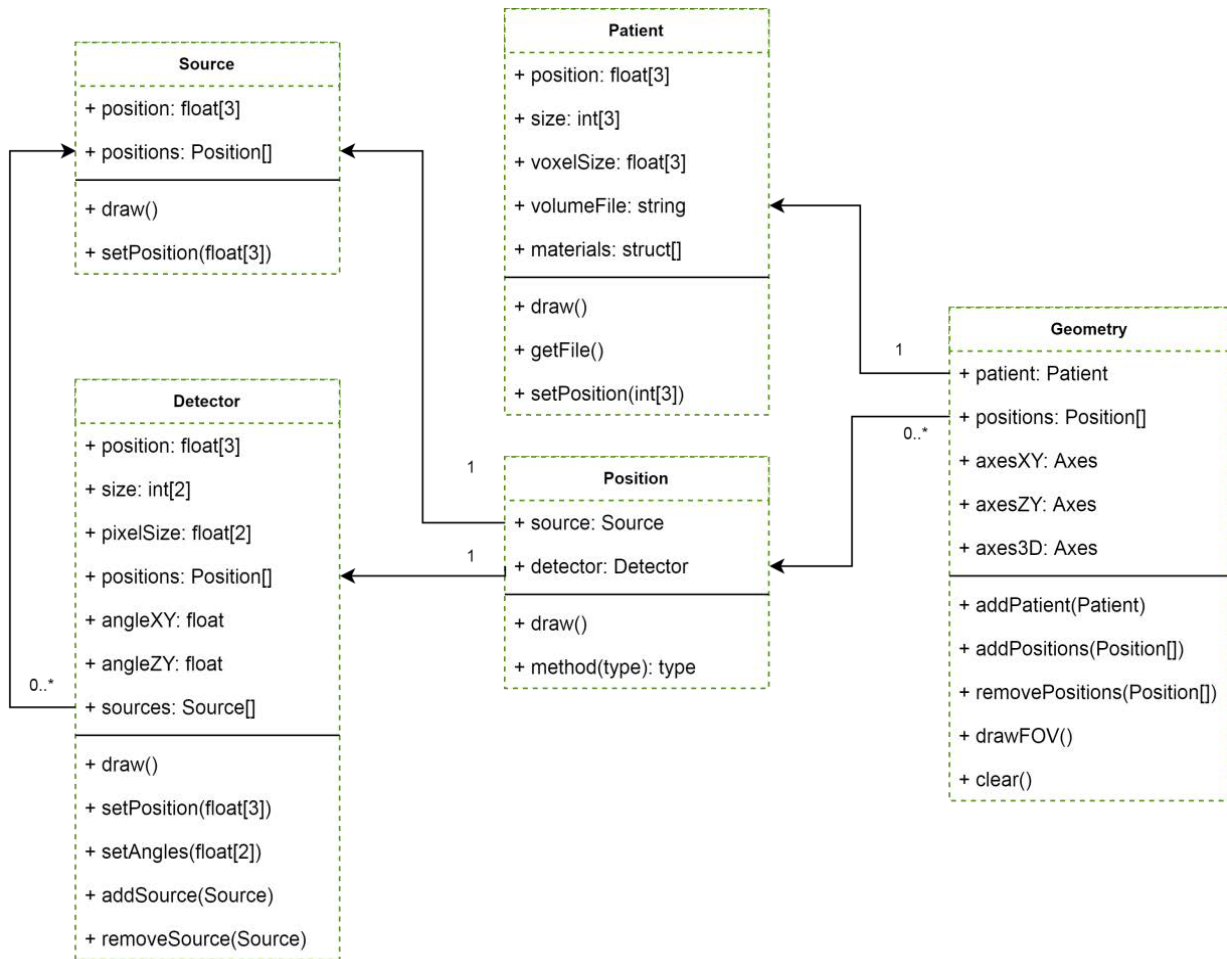 Source
+ position: float[3]
+ positions: Position[]
+ draw()
+ setPosition(float[3])
Patient
+ position: float[3]
+ size: int[3]
+ voxelSize: float[3]
+ volumeFile: string
+ materials: struct[]
+ draw()
+ getFile()
+ setPosition(int[3])
Detector
+ position: float[3]
+ size: int[2]
+ pixelSize: float[2]
+ positions: Position[]
+ angleXY: float
+ angleZY: float
+ sources: Source[]
+ draw()
+ setPosition(float[3])
+ setAngles(float[2])
+ addSource(Source)
+ removeSource(Source)
0..*
Position
+ source: Source
+ detector: Detector
+ draw()
+ method(type): type
1
1
Geometry
+ patient: Patient
+ positions: Position[]
+ axesXY: Axes
+ axesZY: Axes
+ axes3D: Axes
+ addPatient(Patient)
+ addPositions(Position[])
+ removePositions(Position[])
+ drawFOV()
+ clear()
1
0..*